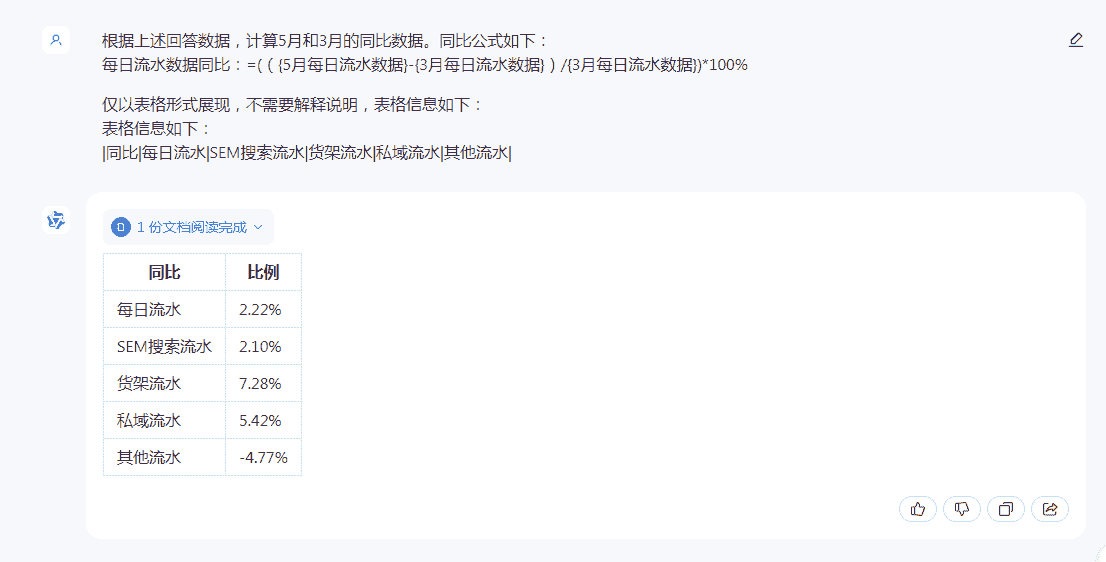 根据上述回答数据，计算5月和3月的同比数据。同比公式如下：
每日流水数据同比：=(（{5月每日流水数据}-{3月每日流水数据}）/{3月每日流水数据})*100%
仅以表格形式展现，不需要解释说明，表格信息如下：
表格信息如下：
|同比|每日流水|SEM搜索流水|货架流水|私域流水|其他流水|
1 份文档阅读完成
同比 比例
每日流水 2.22%
SEM搜索流水 2.10%
货架流水 7.28%
私域流水 5.42%
其他流水 -4.77%